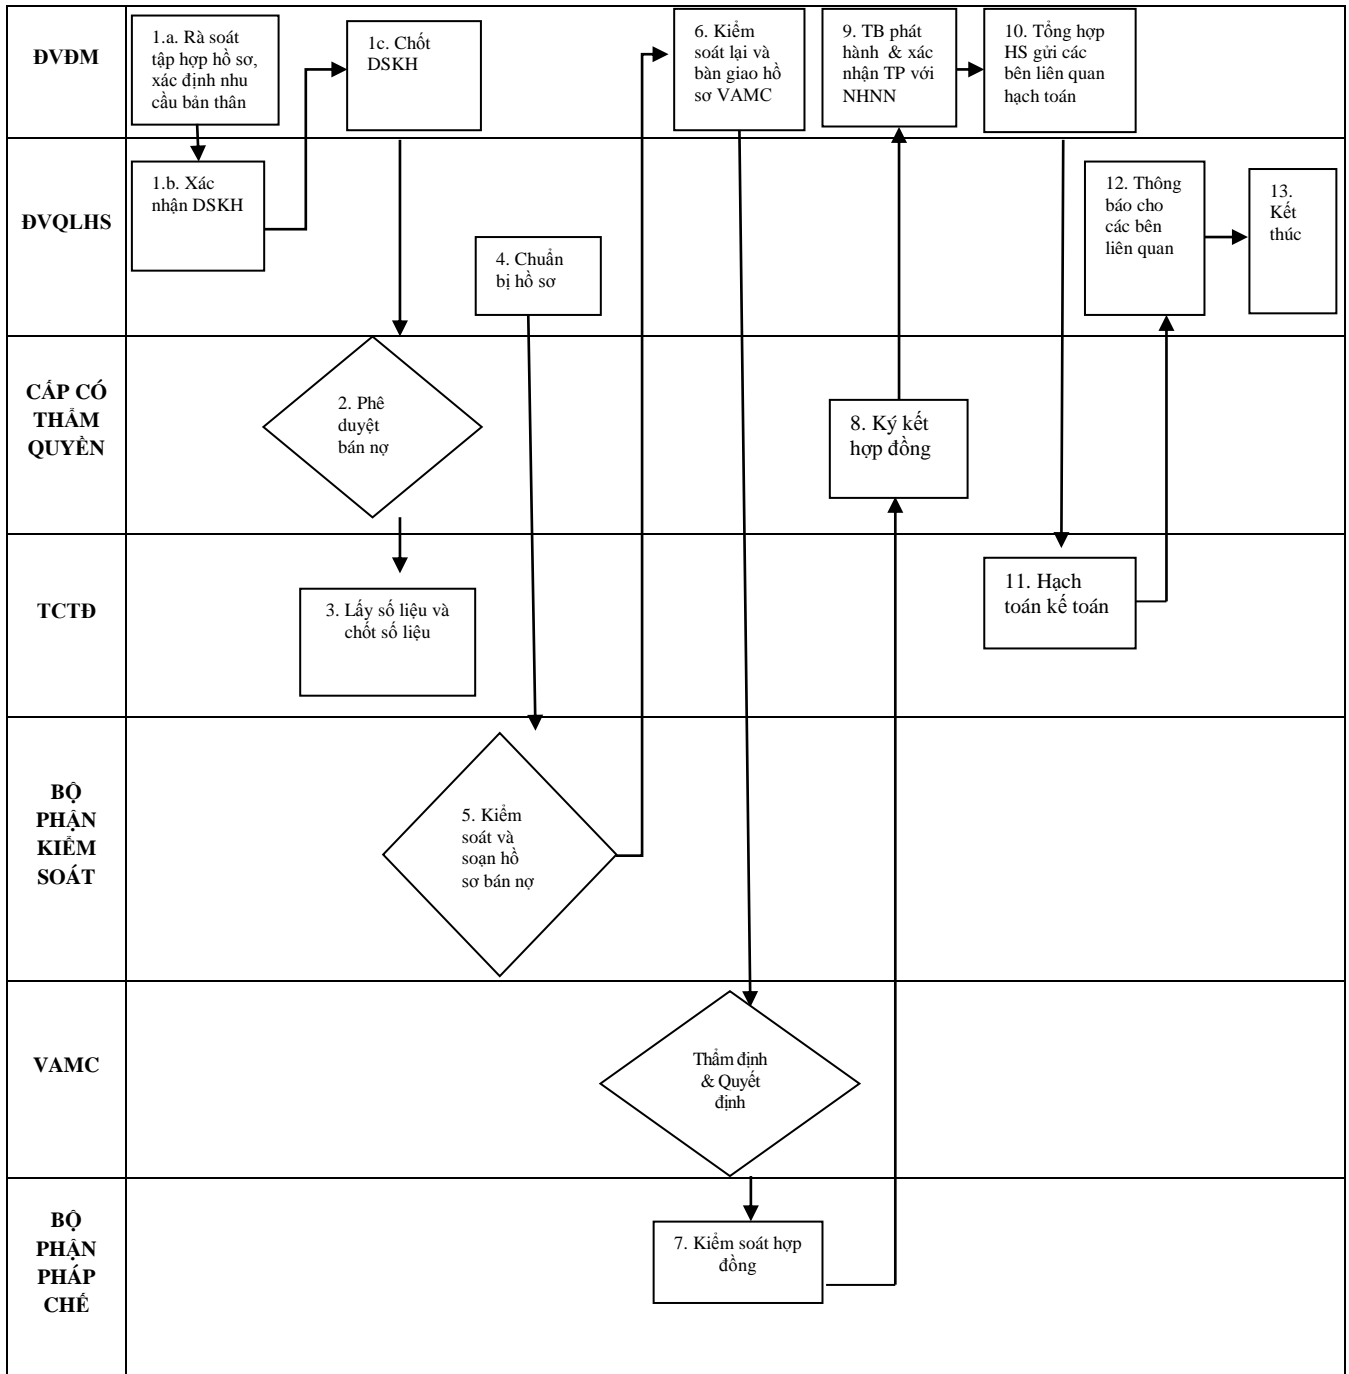 ĐVĐM
1.a. Rà soát
tập hợp hồ sơ,
xác định nhu
cầu bản thân
1c. Chốt
DSKH
6. Kiểm
soát lại và
bàn giao hồ
sơ VAMC
9. TB phát
hành & xác
nhận TP với
NHNN
10. Tổng hợp
HS gửi các
bên liên quan
hạch toán
ĐVQLHS
1.b. Xác
nhận DSKH
4. Chuẩn
bị hồ sơ
12. Thông
báo cho
các bên
liên quan
13.
Kết
thúc
CẤP CÓ
THẨM
QUYỀN
2. Phê
duyệt
bán nợ
8. Ký kết
hợp đồng
TCTĐ
3. Lấy số liệu và
chốt số liệu
11. Hạch
toán kế toán
BỘ
PHẬN
KIỂM
SOÁT
5. Kiểm
soát và
soạn hồ
sơ bán nợ
VAMC
Thẩm định
& Quyết
định
BỘ
PHẬN
PHÁP
CHẾ
7. Kiểm soát hợp
đồng